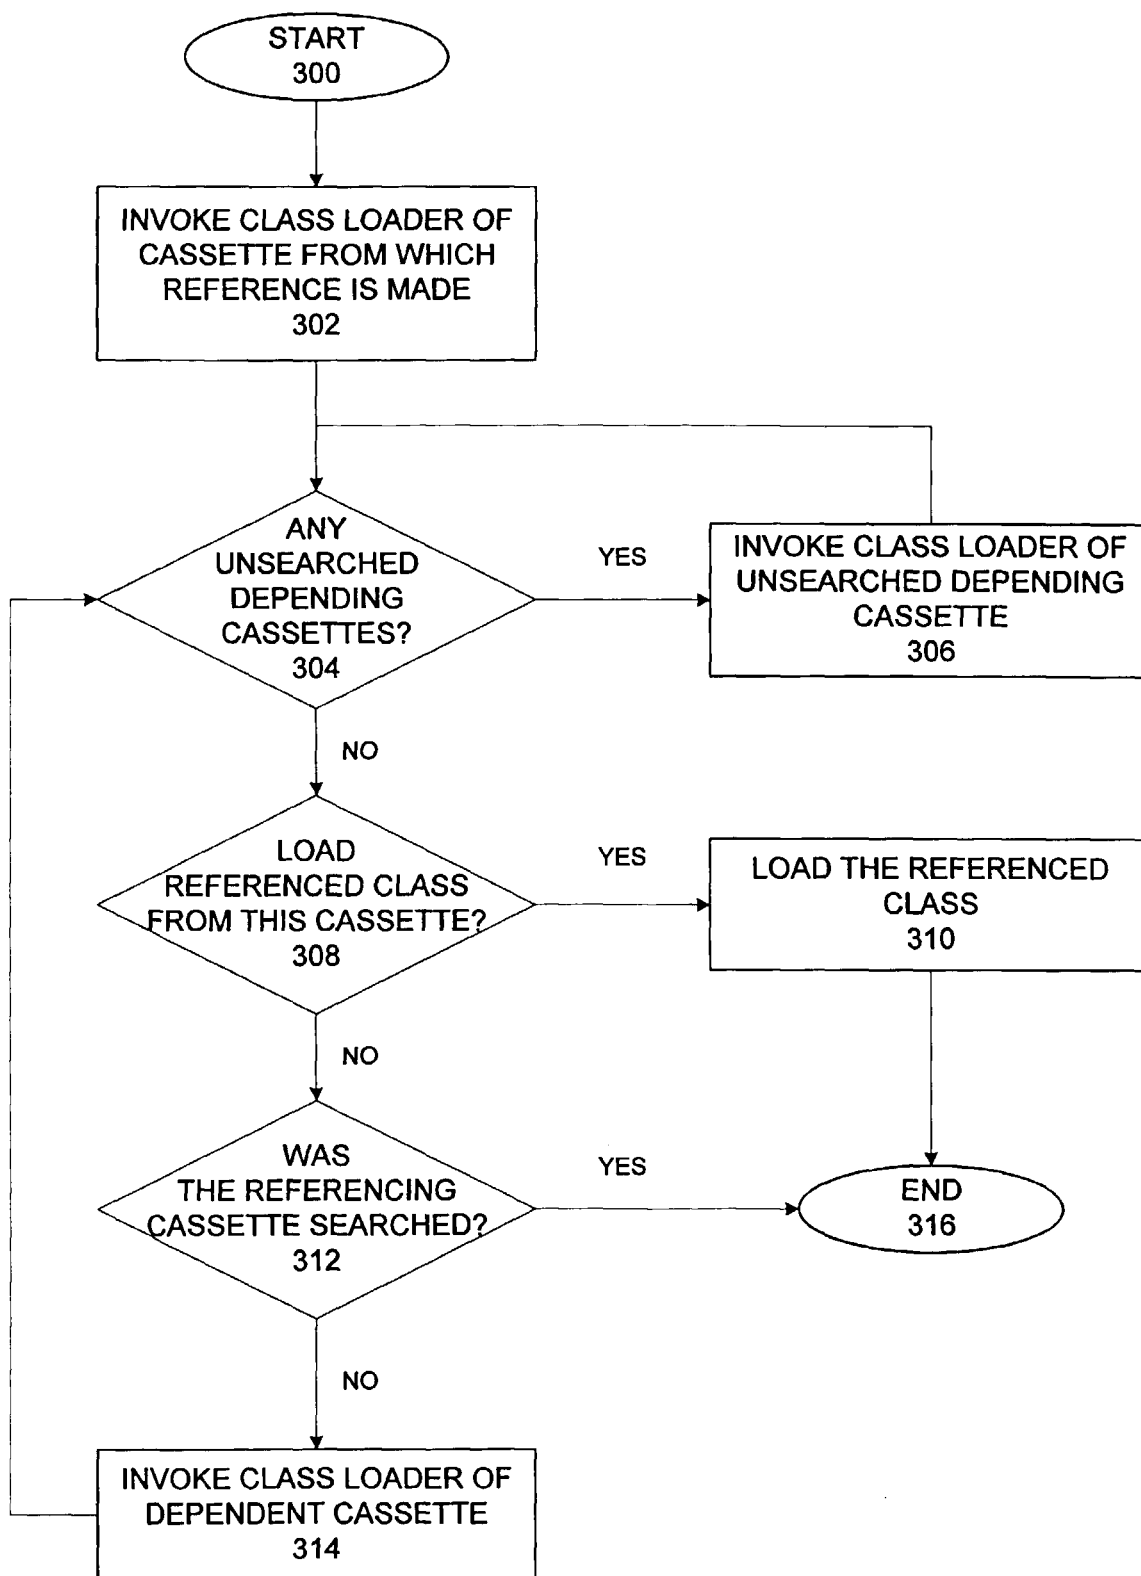 START
300
INVOKE CLASS LOADER OF
CASSETTE FROM WHICH
REFERENCE IS MADE
302
ANY
UNSEARCHED
DEPENDING
CASSETTES?
304
YES
INVOKE CLASS LOADER OF
UNSEARCHED DEPENDING
CASSETTE
306
NO
LOAD
REFERENCED CLASS
FROM THIS CASSETTE?
308
YES
LOAD THE REFERENCED
CLASS
310
NO
WAS
THE REFERENCING
CASSETTE SEARCHED?
312
YES
END
316
NO
INVOKE CLASS LOADER OF
DEPENDENT CASSETTE
314